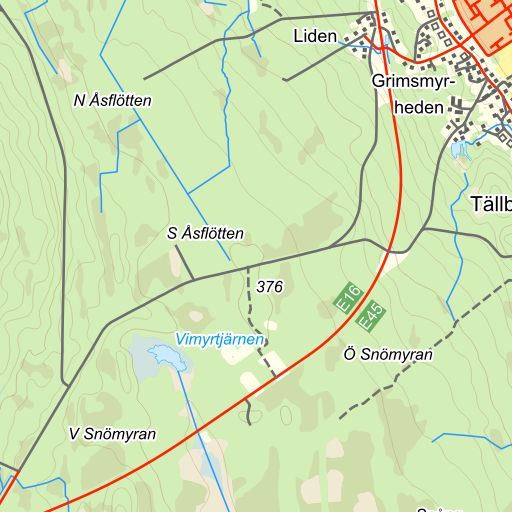 Liden
Grimsmyr-
heden
N Åsflötten
Tällb
S Åsflötten
376
E16
E45
Vimyrtjärnen
Ö Snömyran
V Snömyran